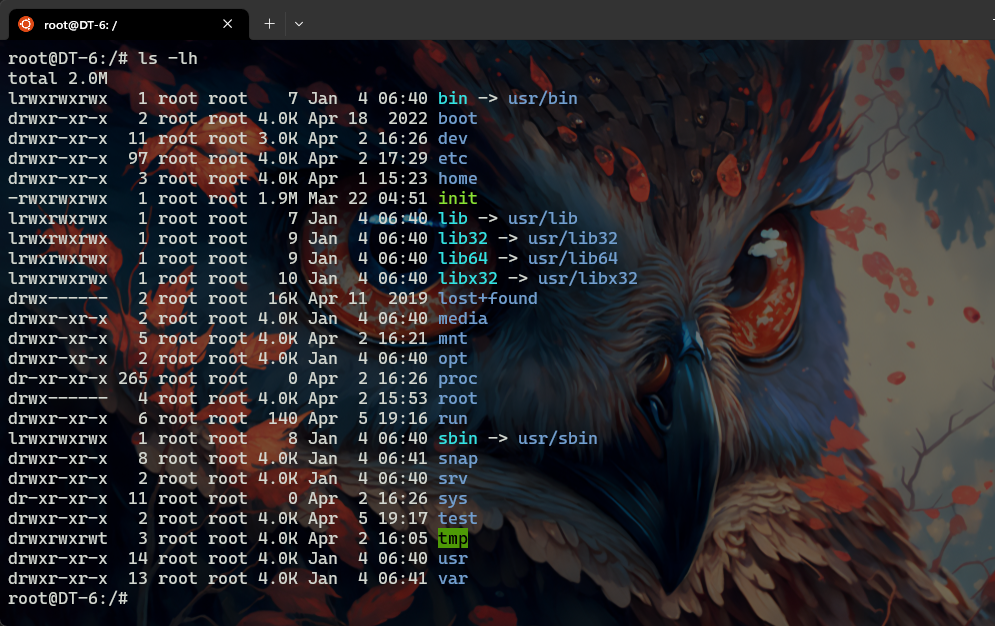 root@DT-6: /
root@DT-6:/# ls -lh
total 2.0M
lrwxrwxrwx   1 root root    7 Jan  4 06:40 bin -> usr/bin
drwxr-xr-x   2 root root 4.0K Apr 18  2022 boot
drwxr-xr-x  11 root root 3.0K Apr  2 16:26 dev
drwxr-xr-x  97 root root 4.0K Apr  2 17:29 etc
drwxr-xr-x   3 root root 4.0K Apr  1 15:23 home
-rwxrwxrwx   1 root root 1.9M Mar 22 04:51 init
lrwxrwxrwx   1 root root    7 Jan  4 06:40 lib -> usr/lib
lrwxrwxrwx   1 root root    9 Jan  4 06:40 lib32 -> usr/lib32
lrwxrwxrwx   1 root root    9 Jan  4 06:40 lib64 -> usr/lib64
lrwxrwxrwx   1 root root   10 Jan  4 06:40 libx32 -> usr/libx32
drwx------   2 root root  16K Apr 11  2019 lost+found
drwxr-xr-x   2 root root 4.0K Jan  4 06:40 media
drwxr-xr-x   5 root root 4.0K Apr  2 16:21 mnt
drwxr-xr-x   2 root root 4.0K Jan  4 06:40 opt
dr-xr-xr-x 265 root root    0 Apr  2 16:26 proc
drwx------   4 root root 4.0K Apr  2 15:53 root
drwxr-xr-x   6 root root  140 Apr  5 19:16 run
lrwxrwxrwx   1 root root    8 Jan  4 06:40 sbin -> usr/sbin
drwxr-xr-x   8 root root 4.0K Jan  4 06:41 snap
drwxr-xr-x   2 root root 4.0K Jan  4 06:40 srv
dr-xr-xr-x  11 root root    0 Apr  2 16:26 sys
drwxr-xr-x   2 root root 4.0K Apr  5 19:17 test
drwxrwxrwt   3 root root 4.0K Apr  2 16:05 tmp
drwxr-xr-x  14 root root 4.0K Jan  4 06:40 usr
drwxr-xr-x  13 root root 4.0K Jan  4 06:41 var
root@DT-6:/#